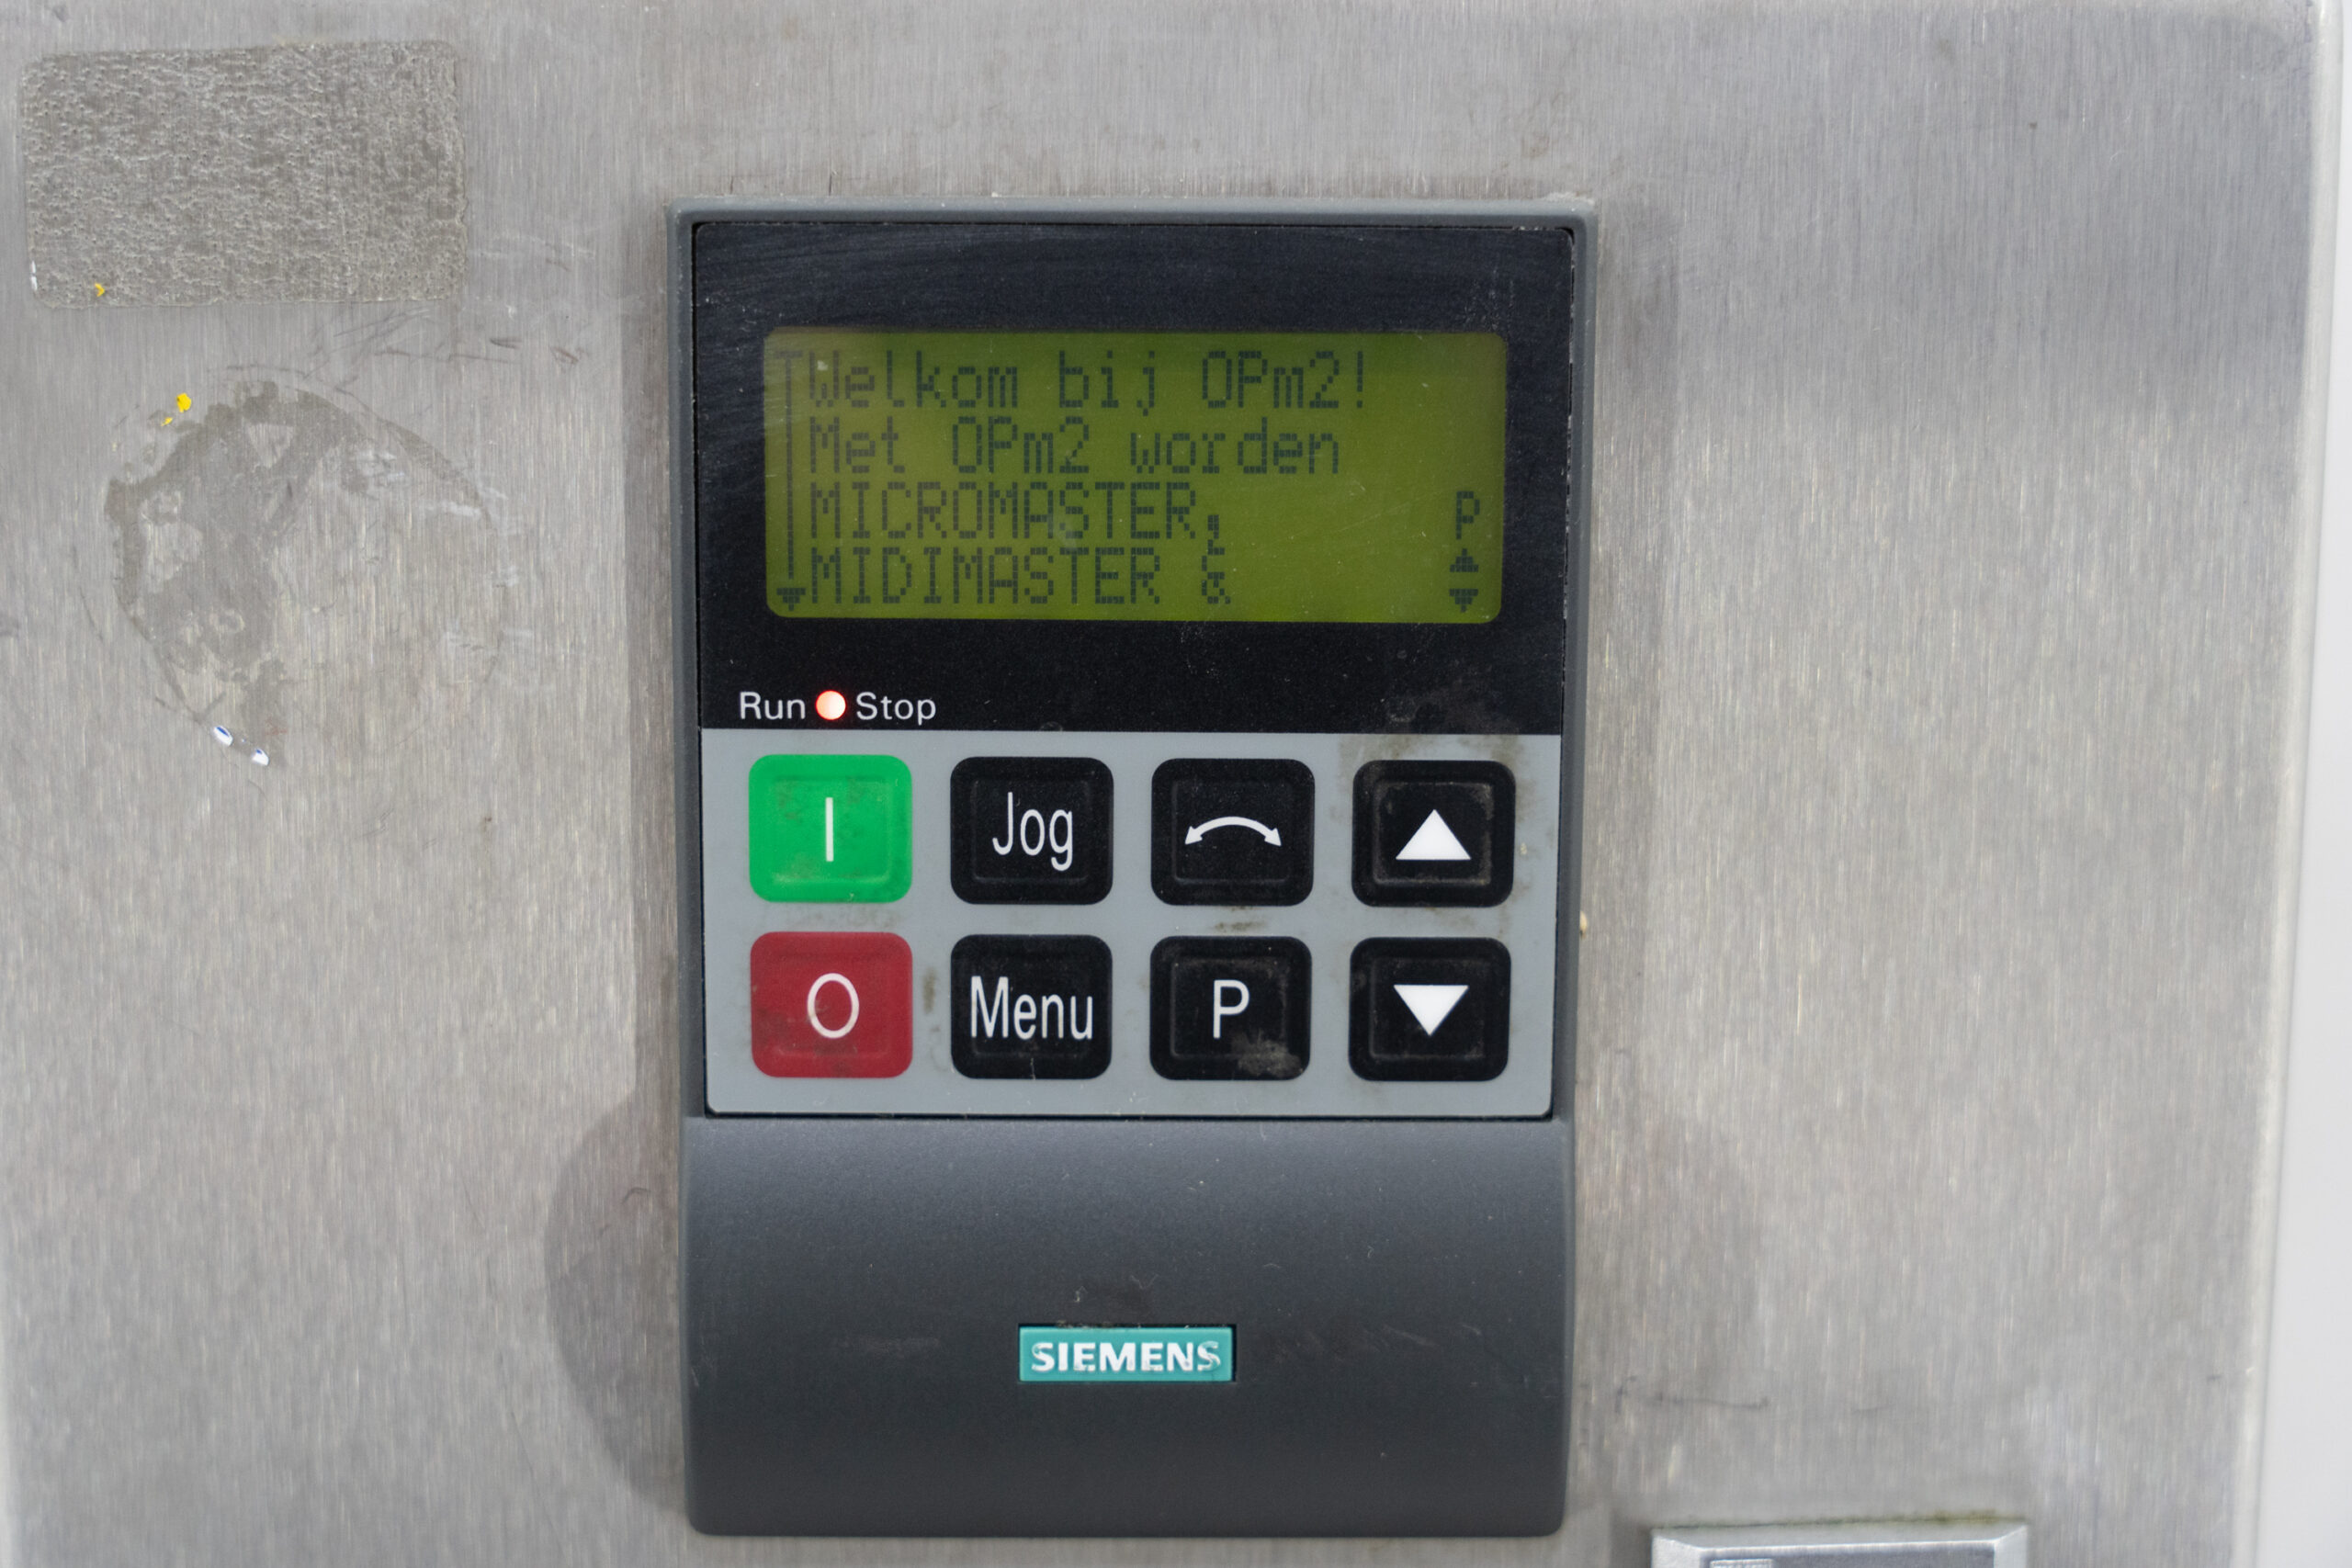 Welkom bij OPm2!
Met OPm2 worden
MICROMASTER, P
MIDIMASTER &
Run Stop
I Jog
O Menu P
SIEMENS